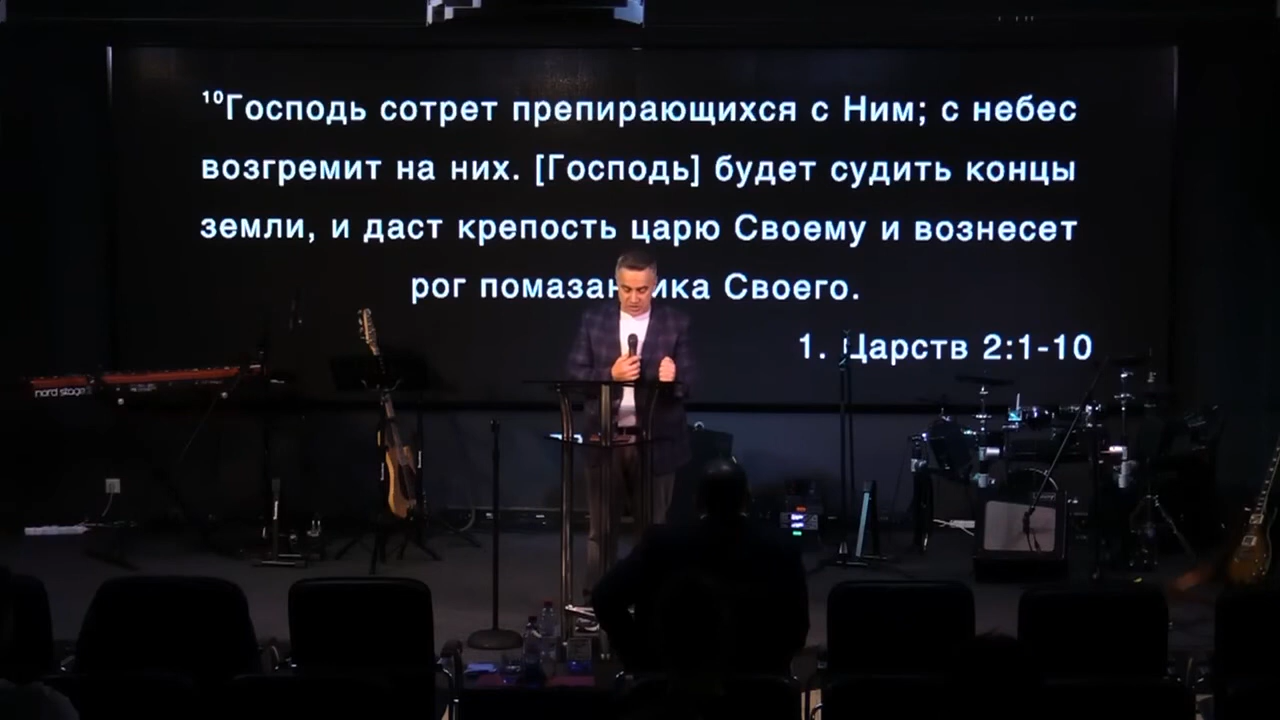 ¹⁰Господь сотрет препирающихся с Ним; с небес
возгремит на них. [Господь] будет судить концы
земли, и даст крепость царю Своему и вознесет
рог Своего.
1. Царств 2:1-10
nord stage